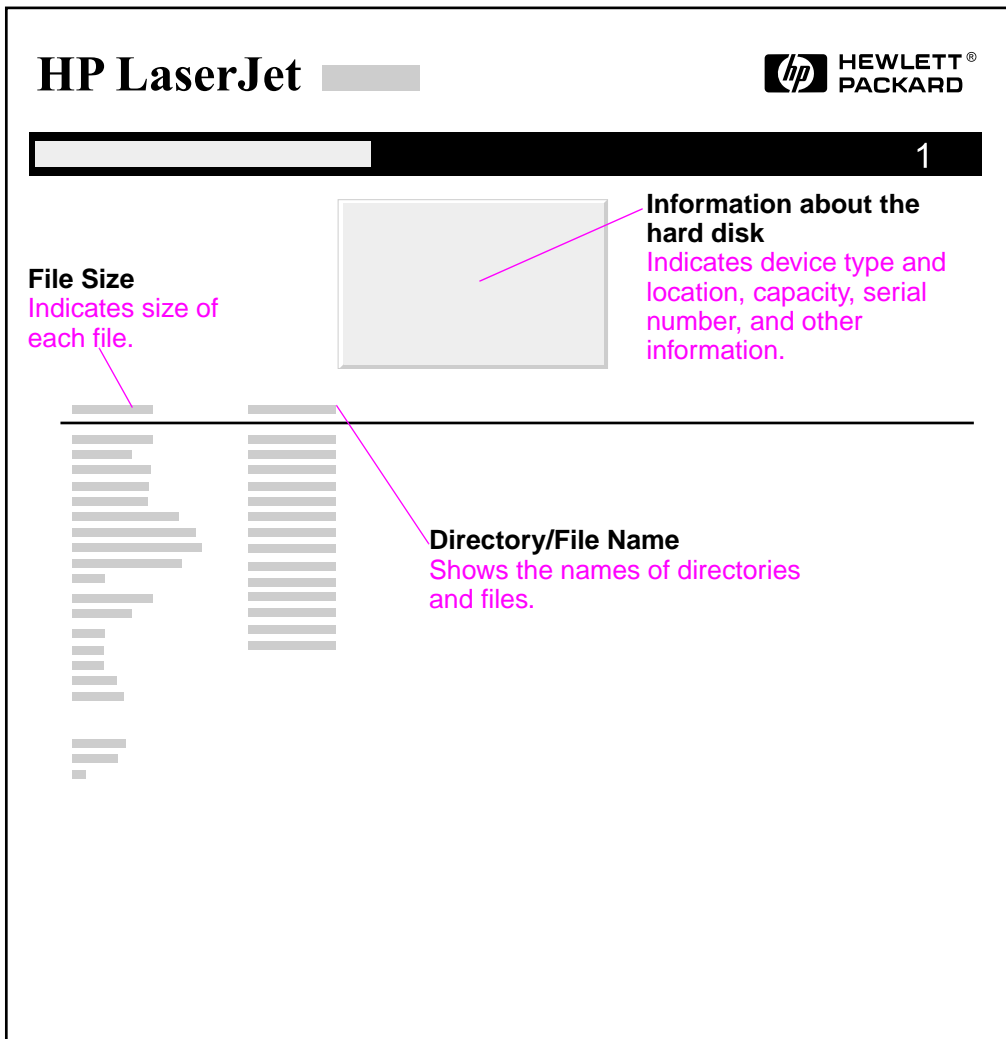 HP LaserJet
hp HEWLETT®
PACKARD
1
Information about the
hard disk
Indicates device type and
location, capacity, serial
number, and other
information.
File Size
Indicates size of
each file.
Directory/File Name
Shows the names of directories
and files.